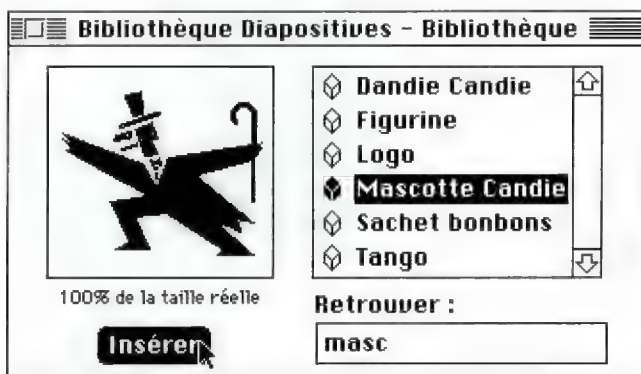 Bibliothèque Diapositives - Bibliothèque
Dandie Candie
Figurine
Logo
Mascotte Candie
Sachet bonbons
Tango
100% de la taille réelle
Retrouver :
Insérer
masc